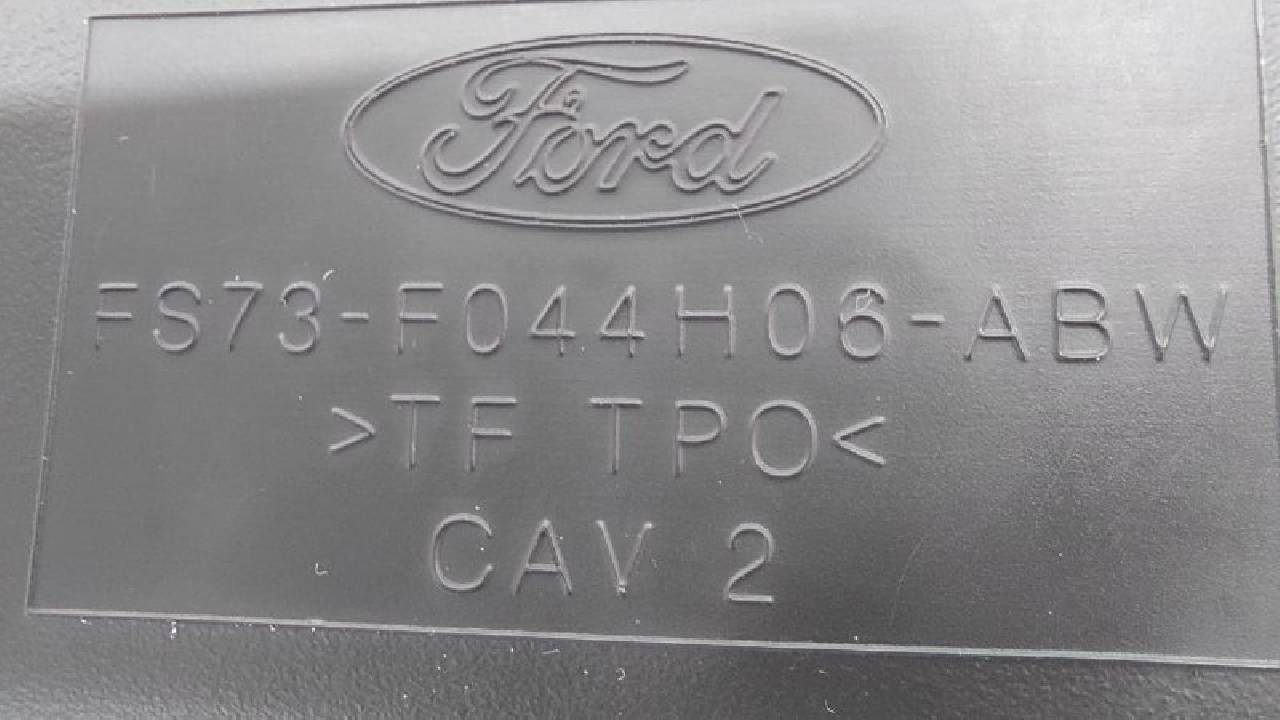 Ford
FS73-F044H06-ABW
>TF TPO<
CAV 2